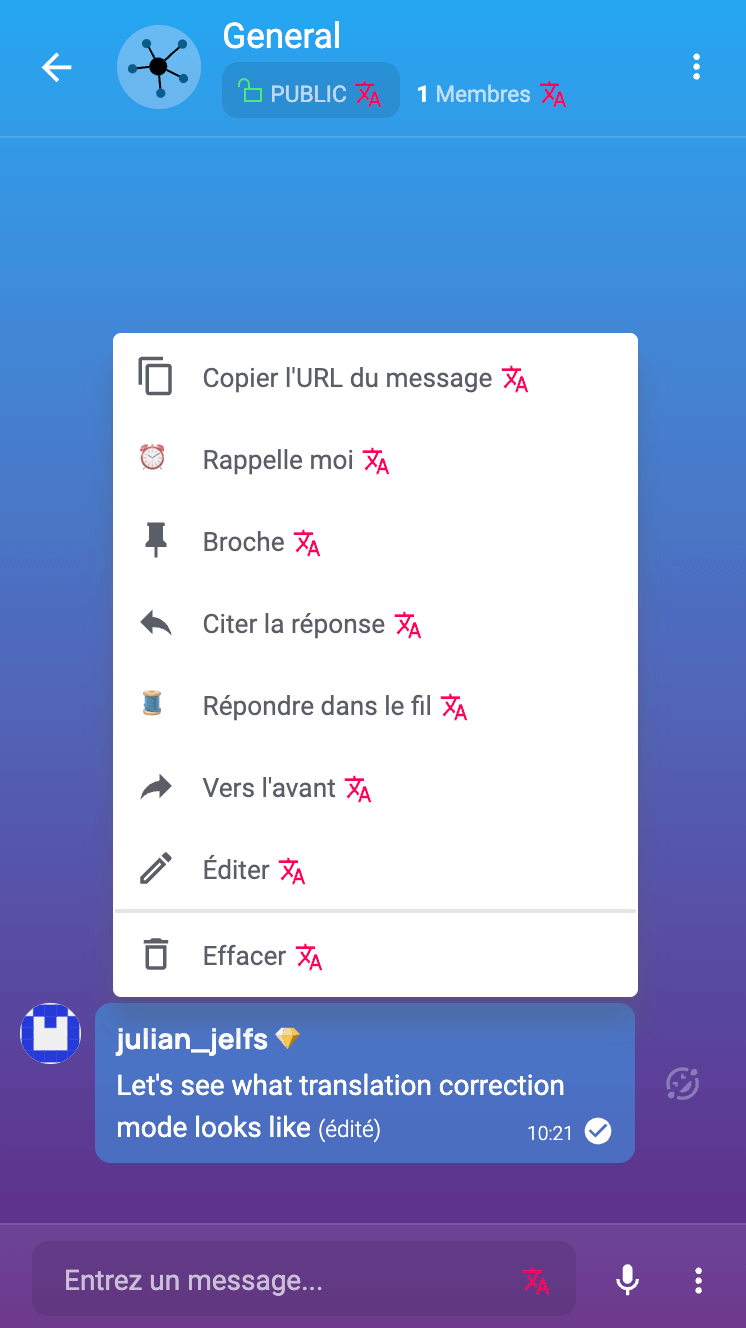 General
PUBLIC
1 Membres
Copier l'URL du message
Rappelle moi
Broche
Citer la réponse
Répondre dans le fil
Vers l'avant
Éditer
Effacer
julian_jelfs
Let's see what translation correction
mode looks like (édité)
10:21
Entrez un message...